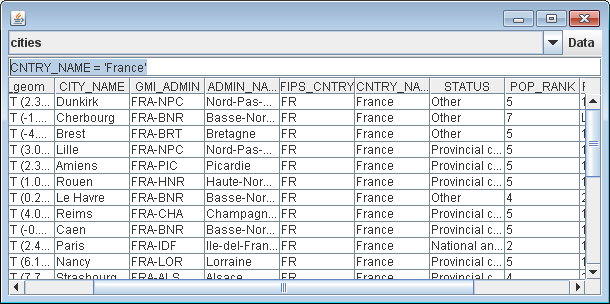 cities Data
CNTRY_NAME = 'France'
_geom CITY_NAME GMI_ADMIN ADMIN_NA... FIPS_CNTRY CNTRY_NA... STATUS POP_RANK
T (2.3... Dunkirk FRA-NPC Nord-Pas-... FR France Other 5
T (-1.... Cherbourg FRA-BNR Basse-Nor... FR France Other 7
T (-4.... Brest FRA-BRT Bretagne FR France Other 5
T (3.0... Lille FRA-NPC Nord-Pas-... FR France Provincial c... 5
T (2.3... Amiens FRA-PIC Picardie FR France Provincial c... 5
T (1.0... Rouen FRA-HNR Haute-Nor... FR France Provincial c... 5
T (0.2... Le Havre FRA-BNR Basse-Nor... FR France Other 4
T (4.0... Reims FRA-CHA Champagn... FR France Provincial c... 5
T (-0.... Caen FRA-BNR Basse-Nor... FR France Provincial c... 5
T (2.4... Paris FRA-IDF Ile-del-Fran... FR France National an... 2
T (6.1... Nancy FRA-LOR Lorraine FR France Provincial c... 5
T (7.7... Strasbourg FRA-ALS Alsace FR France Provincial c... 4